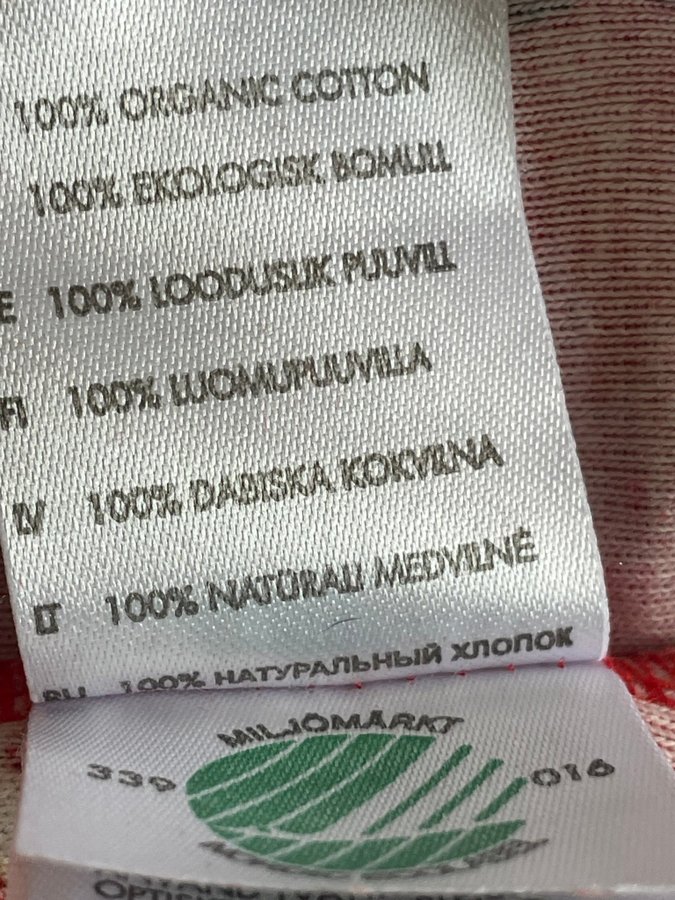 100% ORGANIC COTTON
100% EKOLOGISK BOMULL
E 100% LOODUSLIK PUUVILL
FI 100% LUOMUPUUVILLA
LV 100% DABISKA KOKVILNA
LT 100% NATŪRALI MEDVILNĖ
RU 100% НАТУРАЛЬНЫЙ ХЛОПОК
MILJÖMÄRKT
339 016